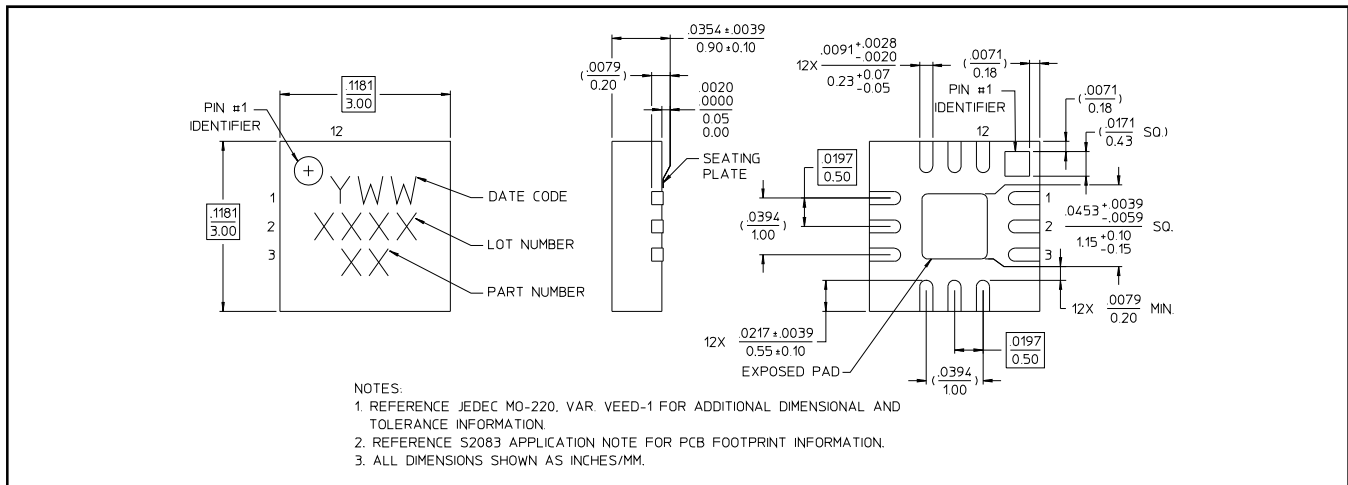 .1181
3.00
PIN #1
IDENTIFIER
12
.1181
3.00
1
2
3
YWW
XXXX
XX
DATE CODE
LOT NUMBER
PART NUMBER
.0354 ±.0039
0.90 ±0.10
(.0079
0.20)
.0020
.0000
0.05
0.00
SEATING
PLATE
12X .0091 +.0028
-.0020
0.23 +0.07
-0.05
(.0071
0.18)
PIN #1
IDENTIFIER
12
(.0071
0.18)
(.0171
0.43 SQ.)
.0197
0.50
(.0394
1.00)
1
2
3
.0453 +.0039
-.0059
SQ.
1.15 +0.10
-0.15
12X .0079
0.20 MIN.
12X .0217 ±.0039
0.55 ±0.10
EXPOSED PAD
.0197
0.50
(.0394
1.00)
NOTES:
1. REFERENCE JEDEC MO-220, VAR. VEED-1 FOR ADDITIONAL DIMENSIONAL AND
TOLERANCE INFORMATION.
2. REFERENCE S2083 APPLICATION NOTE FOR PCB FOOTPRINT INFORMATION.
3. ALL DIMENSIONS SHOWN AS INCHES/MM.